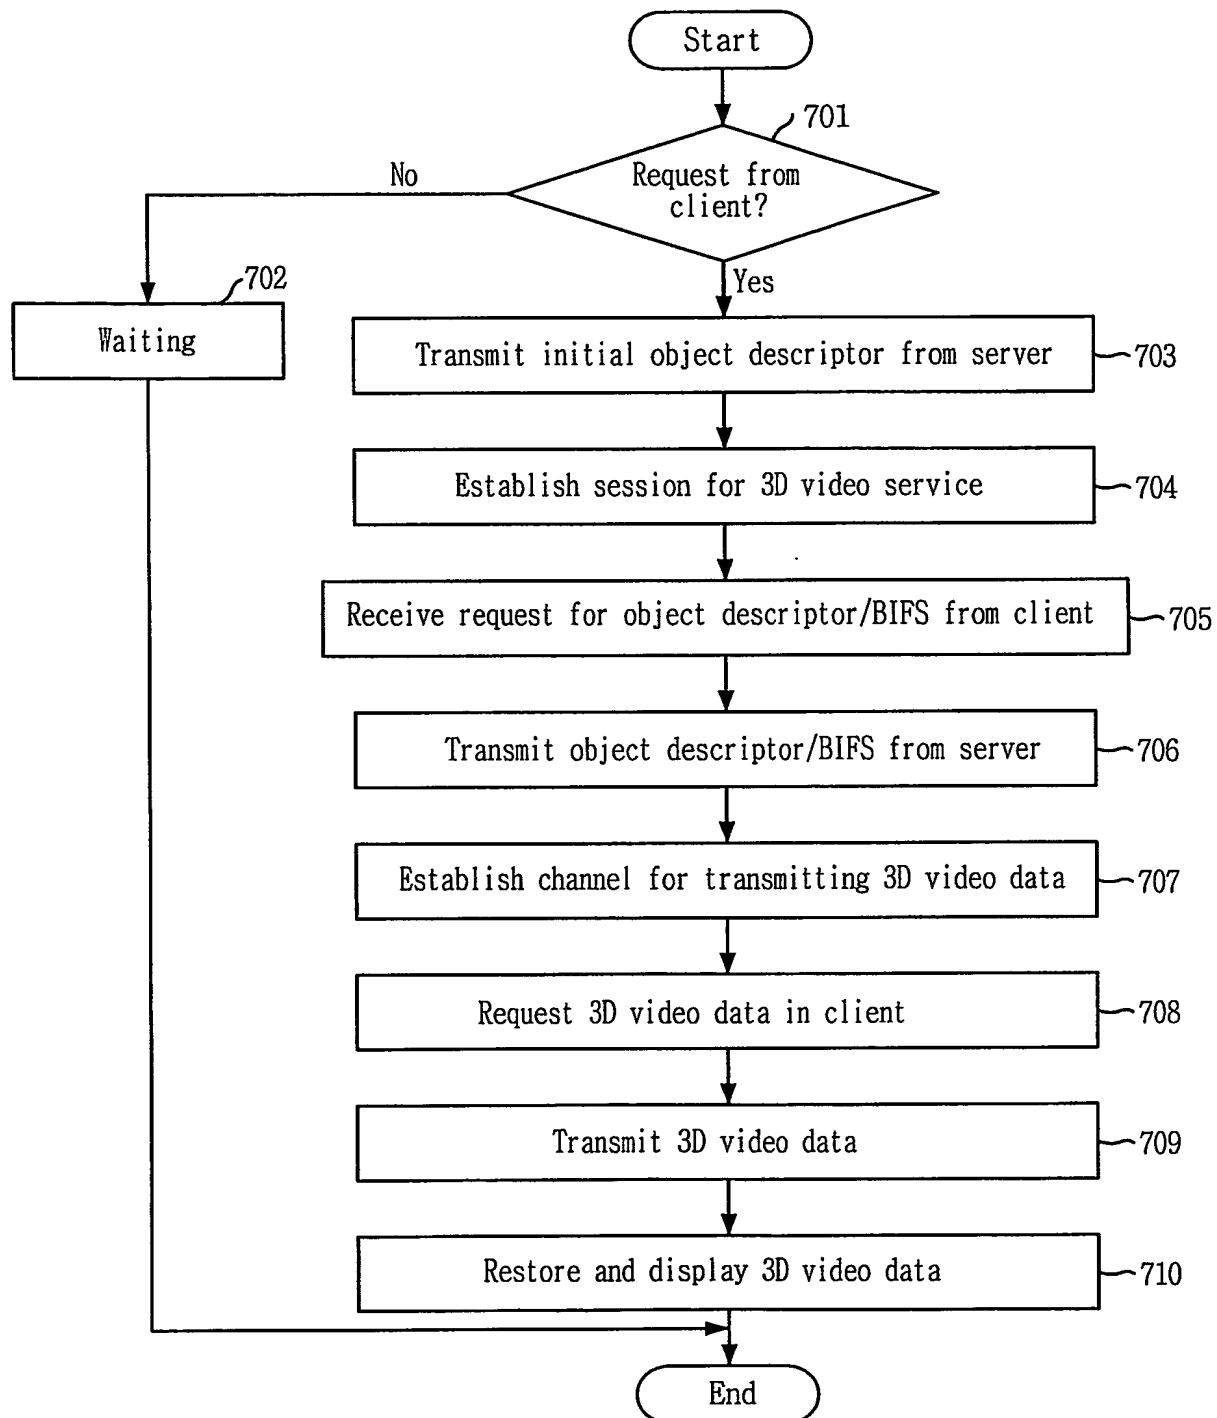 Start
701
Request from
client?
No
Yes
702
Waiting
Transmit initial object descriptor from server
703
Establish session for 3D video service
704
Receive request for object descriptor/BIFS from client
705
Transmit object descriptor/BIFS from server
706
Establish channel for transmitting 3D video data
707
Request 3D video data in client
708
Transmit 3D video data
709
Restore and display 3D video data
710
End